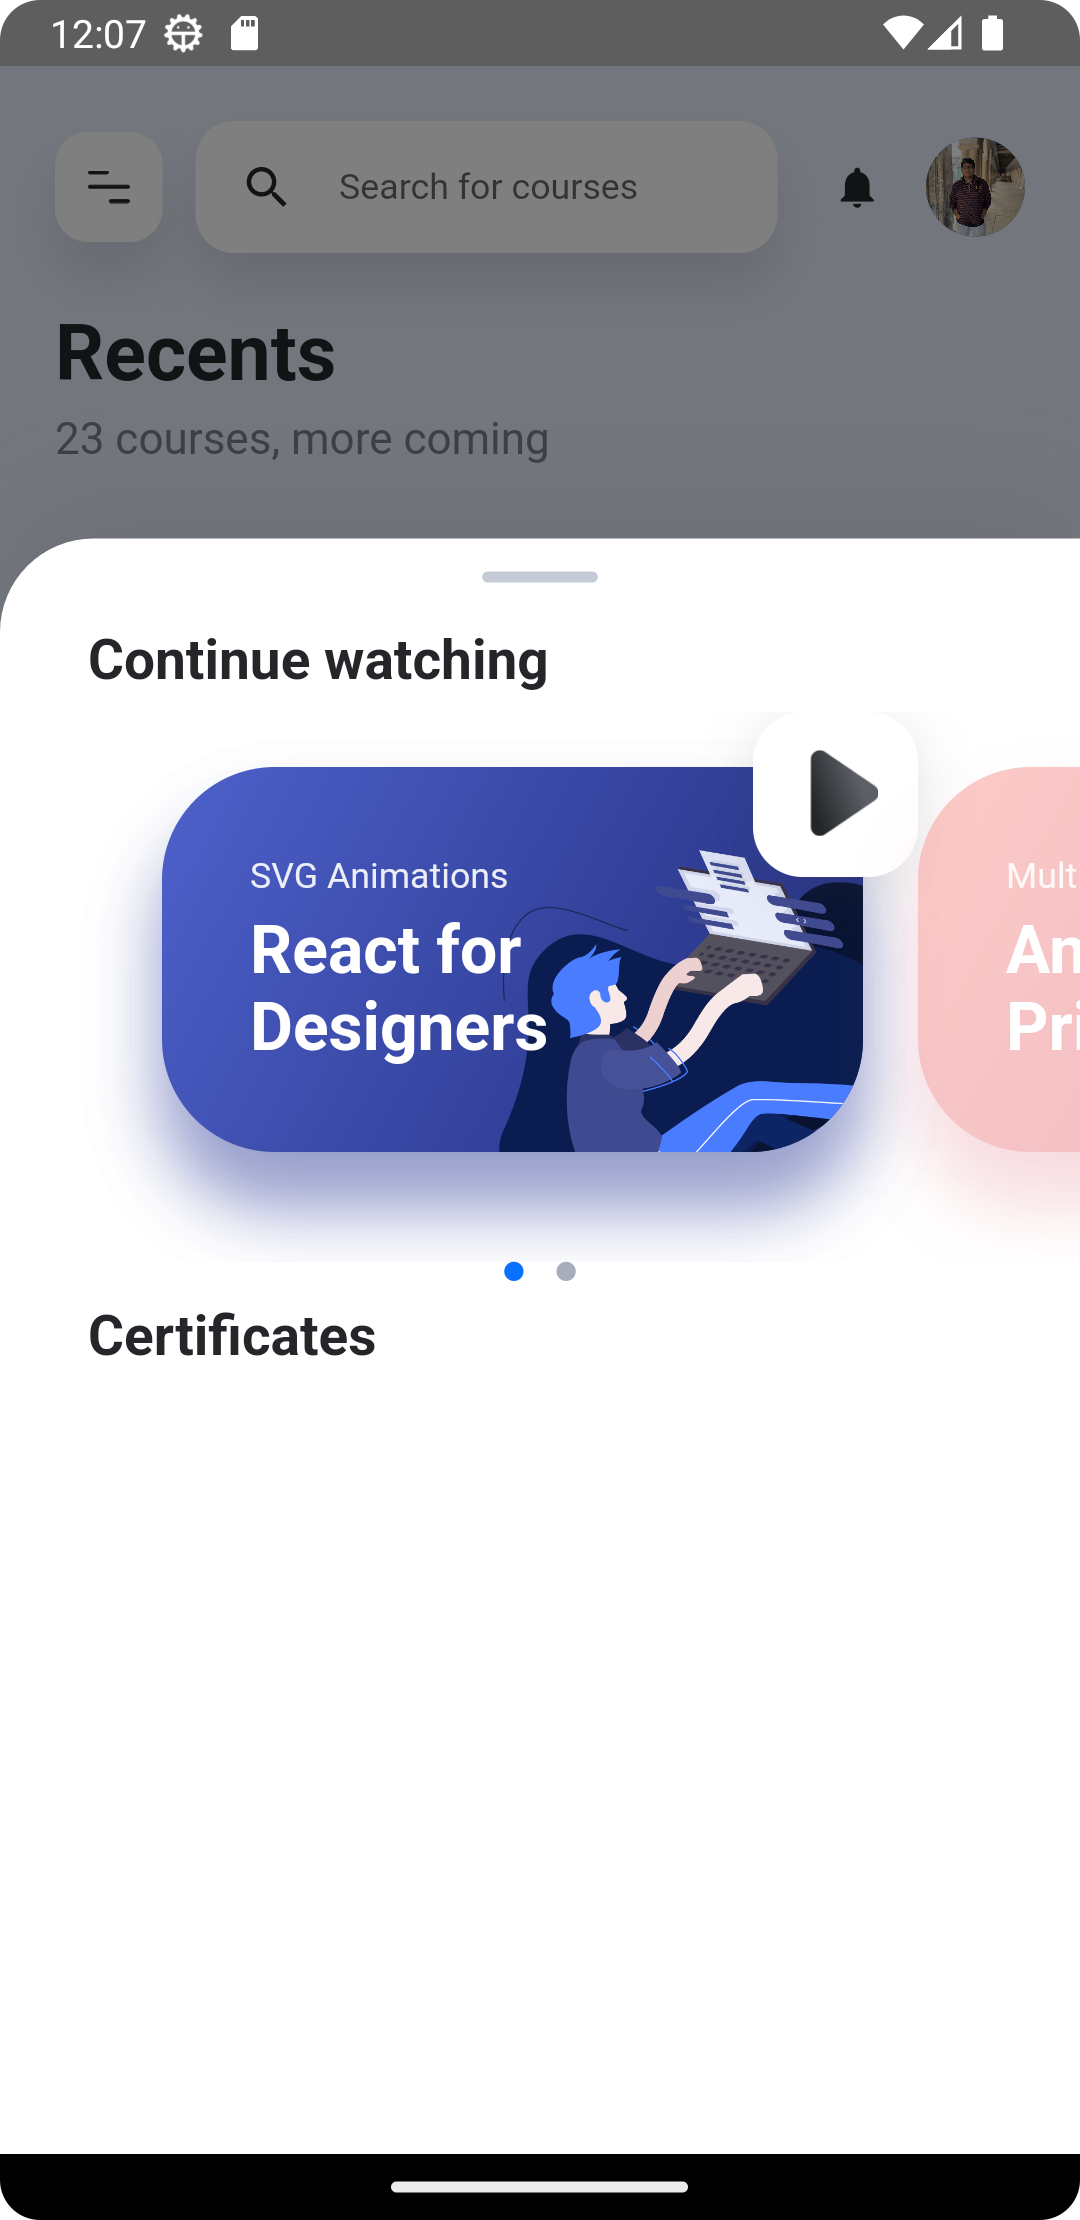 12:07
Search for courses
Recents
23 courses, more coming
Continue watching
SVG Animations
React for
Designers
Mult
An
Pri
Certificates